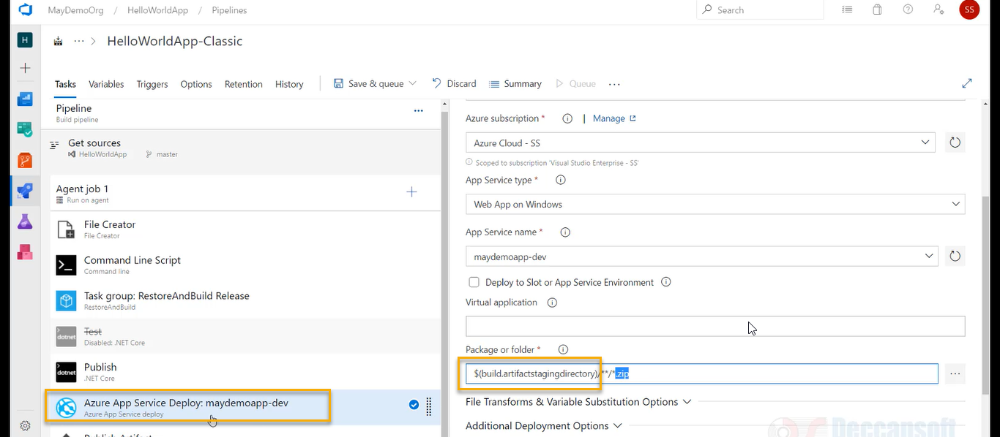 MayDemoOrg / HelloWorldApp / Pipelines
Search
SS
H
··· > HelloWorldApp-Classic
Tasks Variables Triggers Options Retention History Save & queue Discard Summary Queue ···
Pipeline
Build pipeline
Get sources
HelloWorldApp master
Agent job 1
Run on agent
File Creator
File Creator
Command Line Script
Command line
Task group: RestoreAndBuild Release
RestoreAndBuild
dotnet
Test
Disabled: .NET Core
dotnet
Publish
.NET Core
Azure App Service Deploy: maydemoapp-dev
Azure App Service deploy
Publish Artifact
Azure subscription * | Manage
Azure Cloud - SS
Scoped to subscription 'Visual Studio Enterprise - SS'
App Service type *
Web App on Windows
App Service name *
maydemoapp-dev
Deploy to Slot or App Service Environment
Virtual application
Package or folder *
$(build.artifactstagingdirectory)/**/*.zip
File Transforms & Variable Substitution Options
Additional Deployment Options
Deccansoft